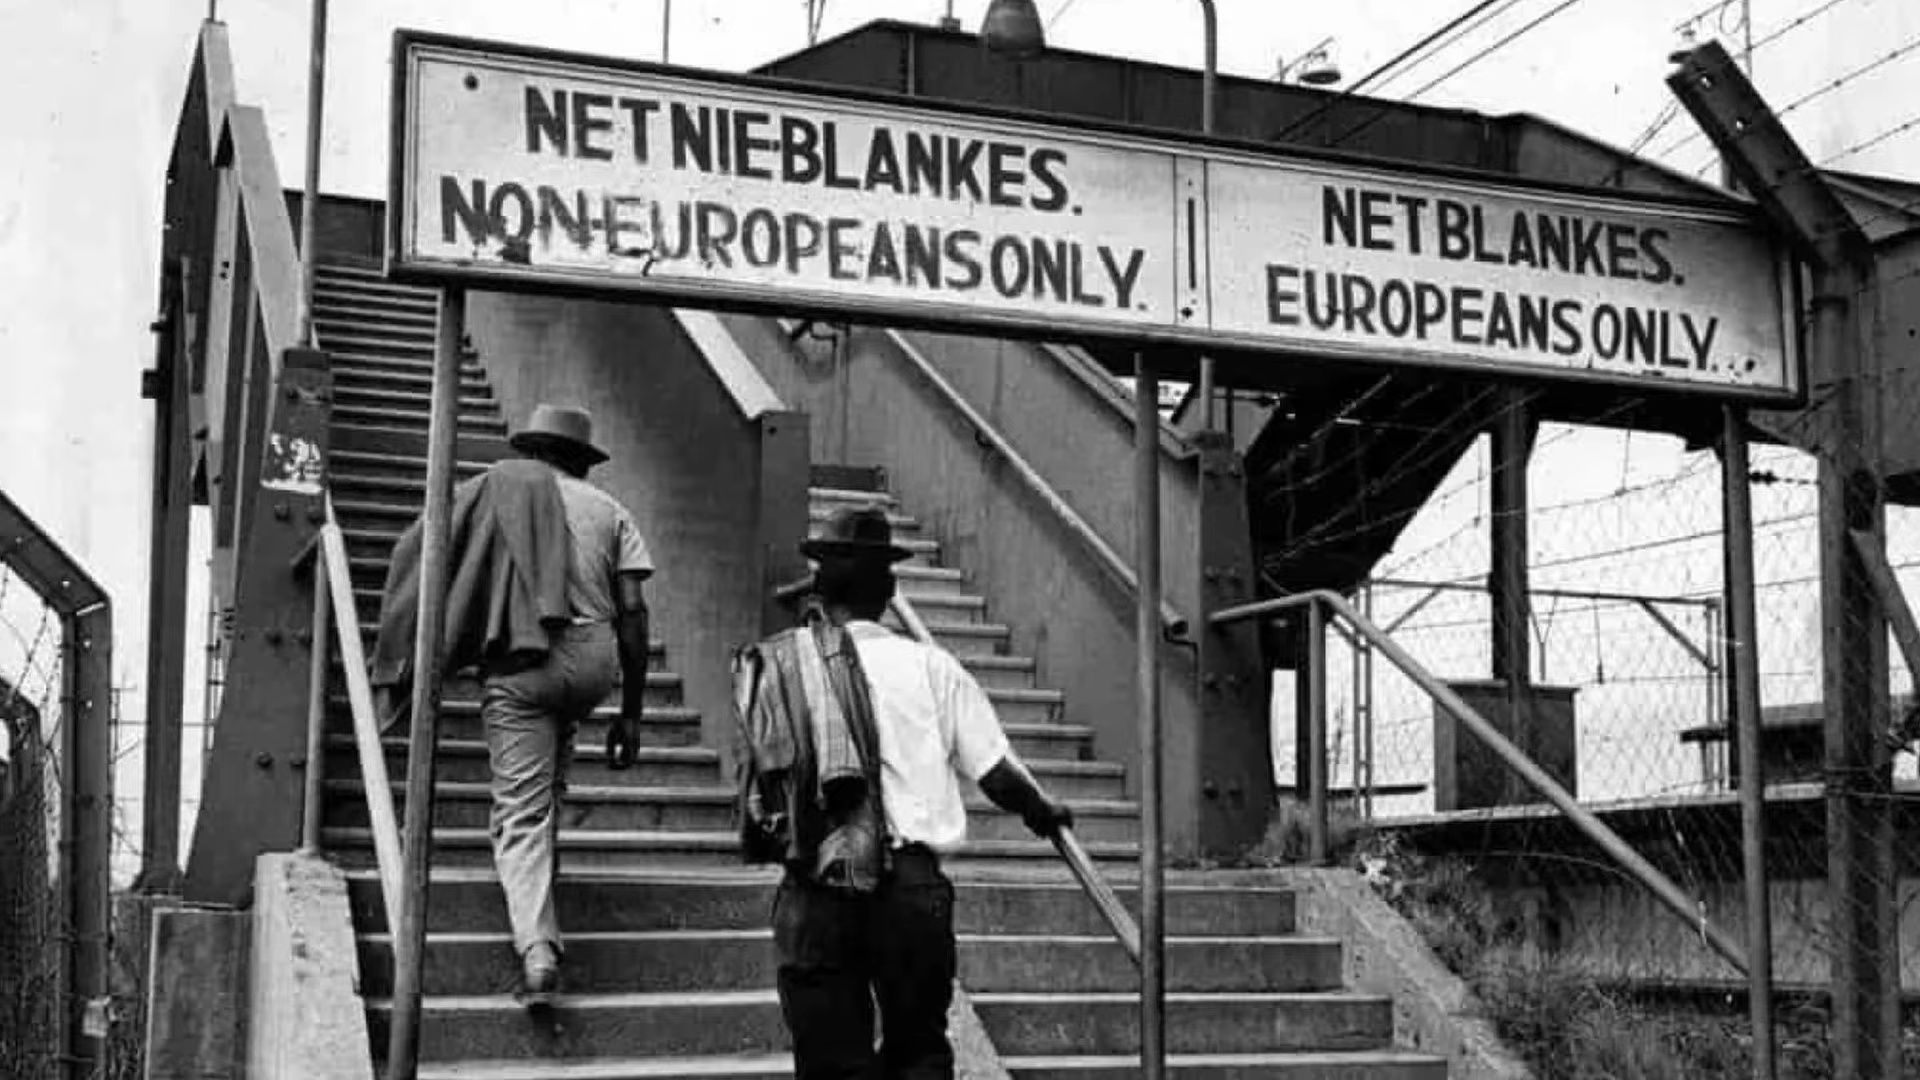 NET NIE-BLANKES.
NON-EUROPEANS ONLY.
NET BLANKES.
EUROPEANS ONLY.